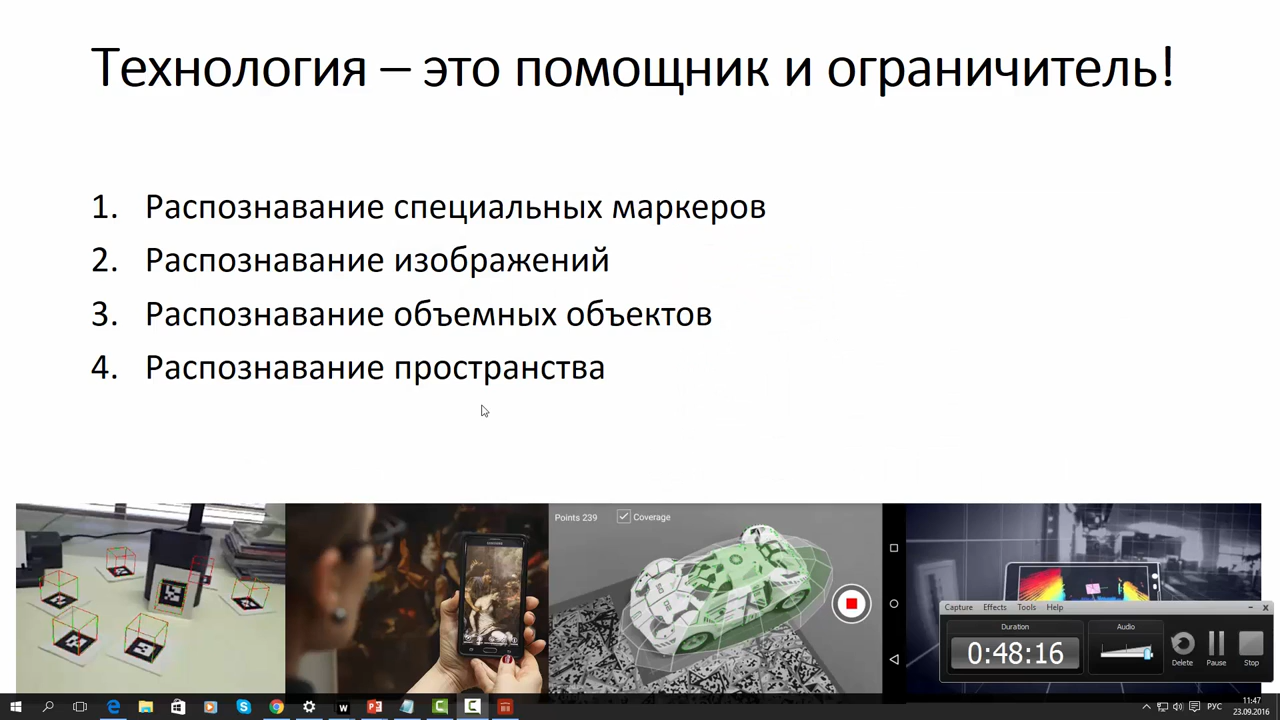 Технология – это помощник и ограничитель!
1. Распознавание специальных маркеров
2. Распознавание изображений
3. Распознавание объемных объектов
4. Распознавание пространства
Points 239 Coverage
Capture Effects Tools Help
Duration Audio
0:48:16
Delete Pause Stop
РУС
11:47
23.09.2016